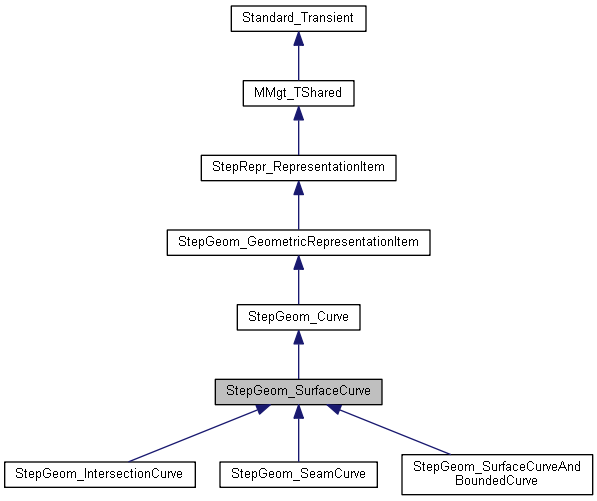 Standard_Transient
MMgt_TShared
StepRepr_RepresentationItem
StepGeom_GeometricRepresentationItem
StepGeom_Curve
StepGeom_SurfaceCurve
StepGeom_IntersectionCurve
StepGeom_SeamCurve
StepGeom_SurfaceCurveAnd
BoundedCurve